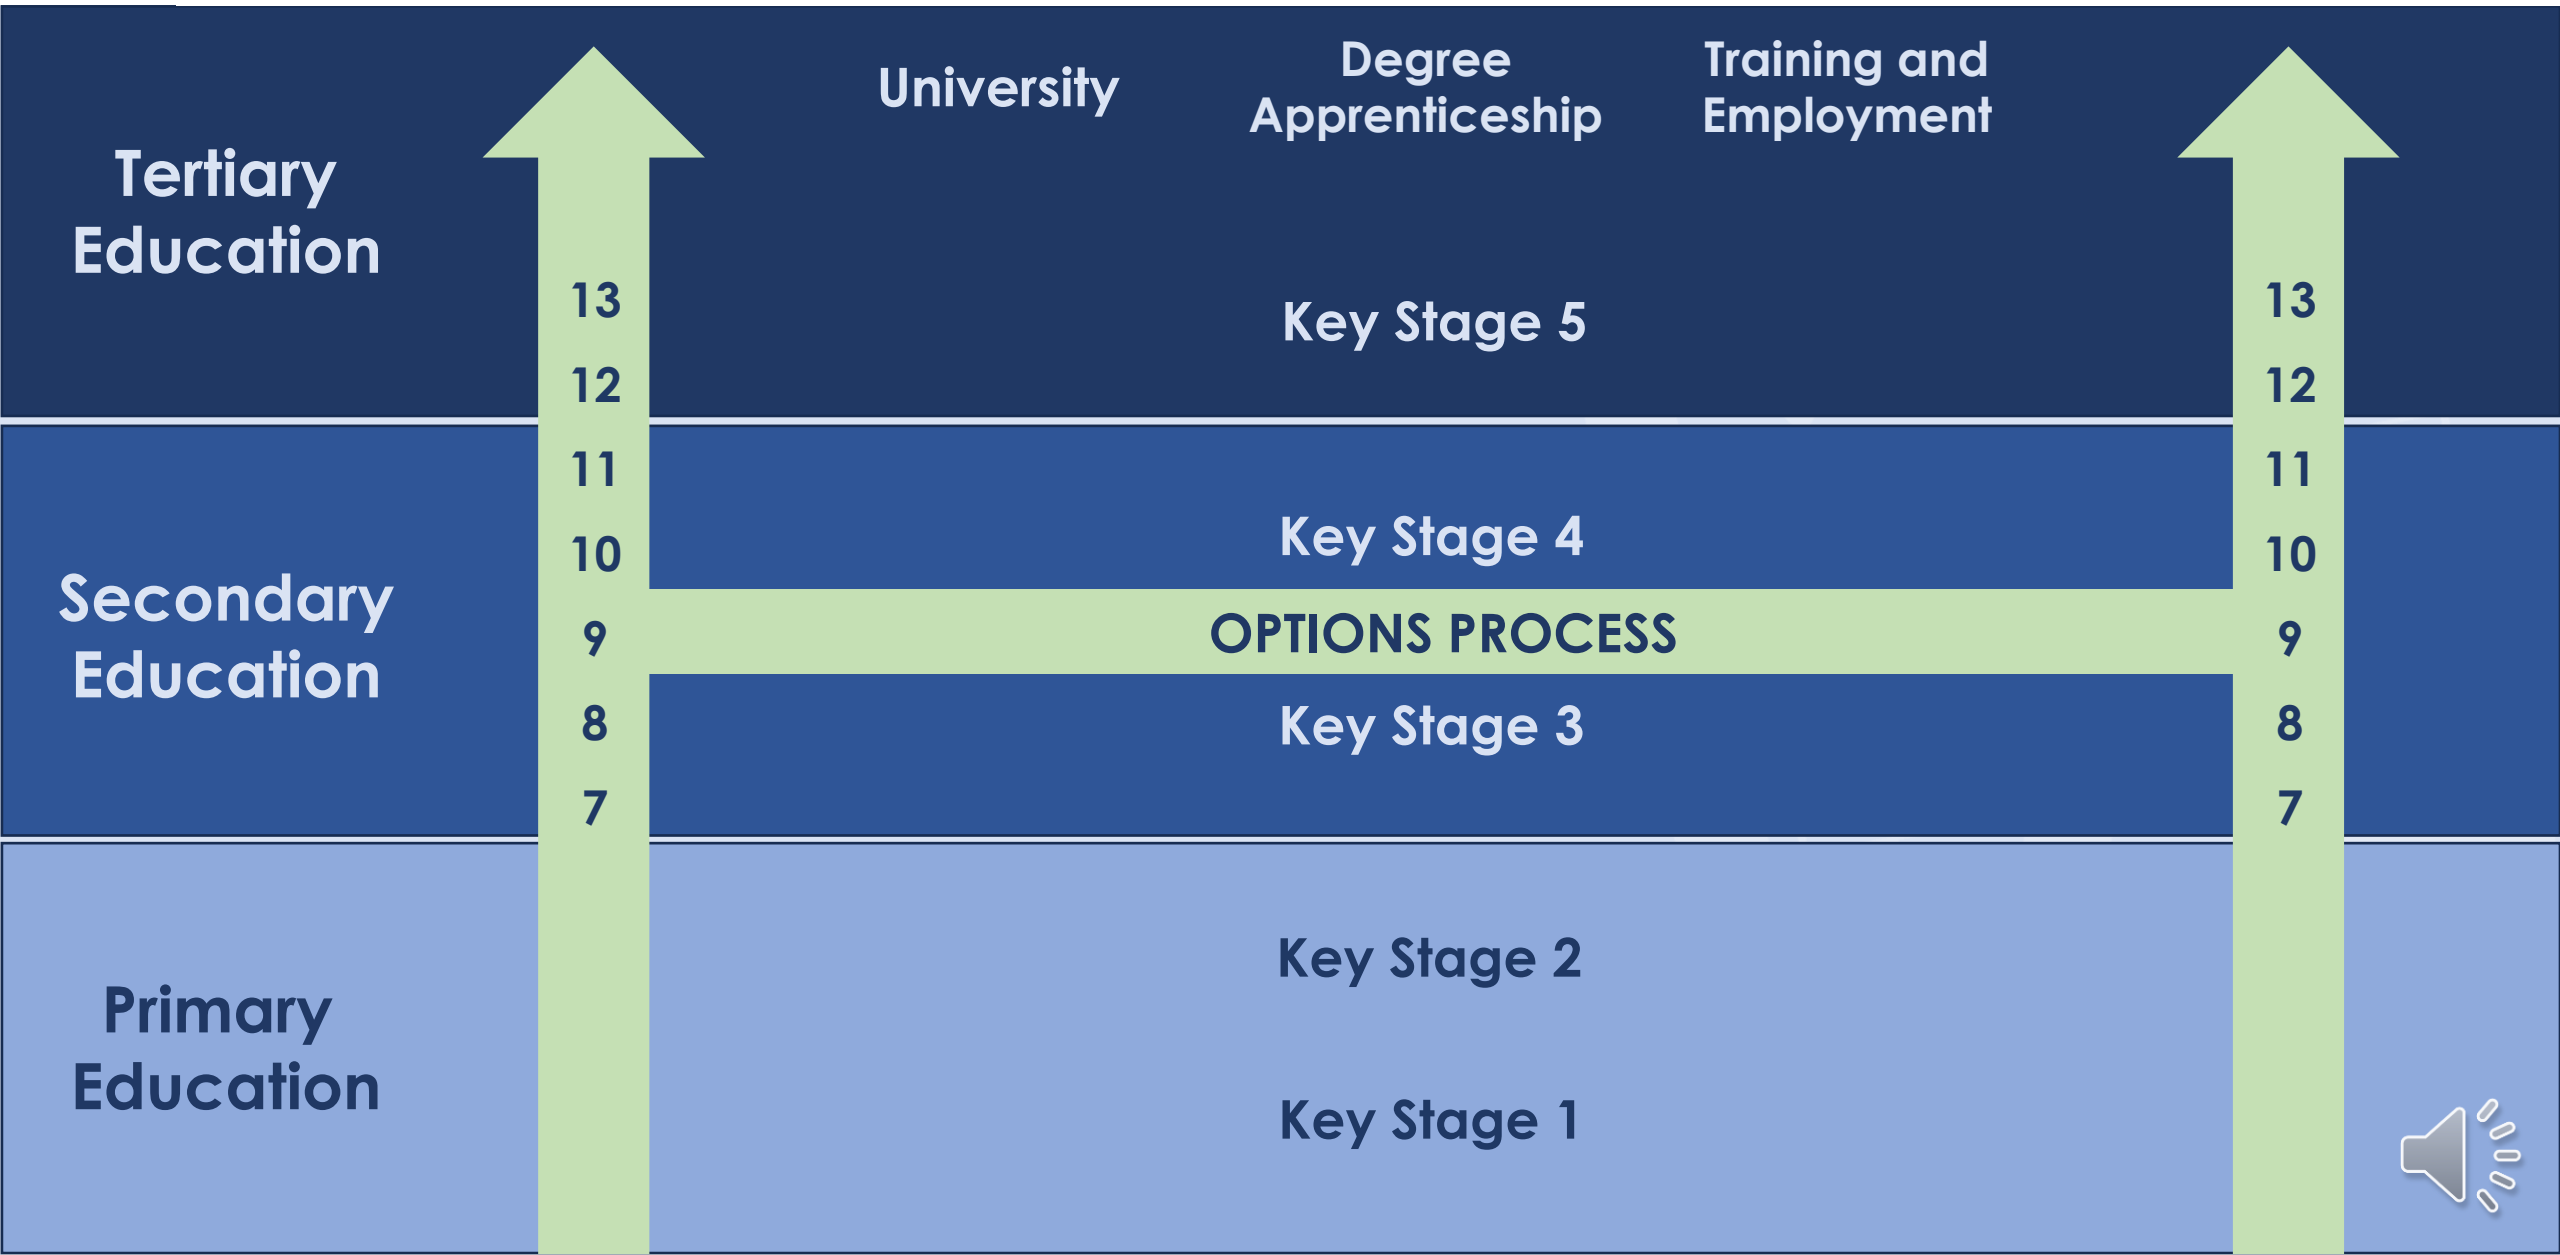 University
Degree
Apprenticeship
Training and
Employment
Tertiary
Education
13
Key Stage 5
13
12
12
11
11
Key Stage 4
10
10
Secondary
Education
9
OPTIONS PROCESS
9
8
Key Stage 3
8
7
7
Key Stage 2
Primary
Education
Key Stage 1